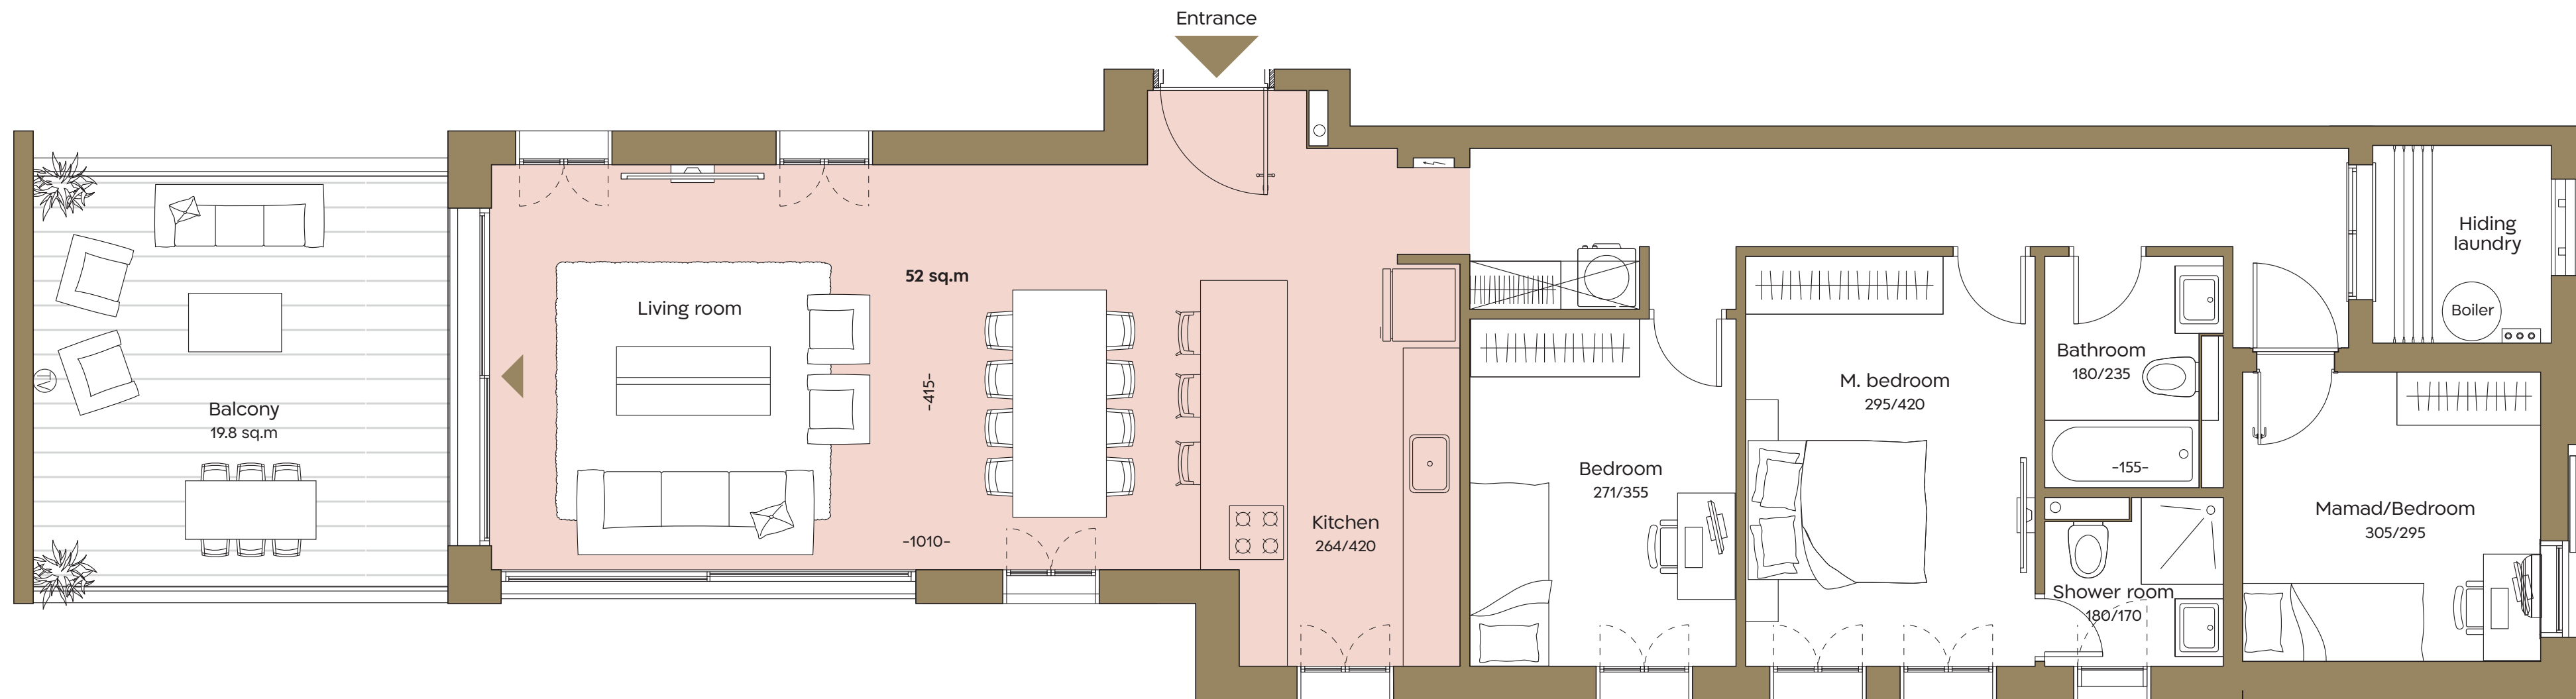 Entrance
Hiding
laundry
Boiler
52 sq.m
Living room
-415-
Balcony
19.8 sq.m
-1010-
Kitchen
264/420
Bedroom
271/355
M. bedroom
295/420
Bathroom
180/235
-155-
Shower room
180/170
Mamad/Bedroom
305/295